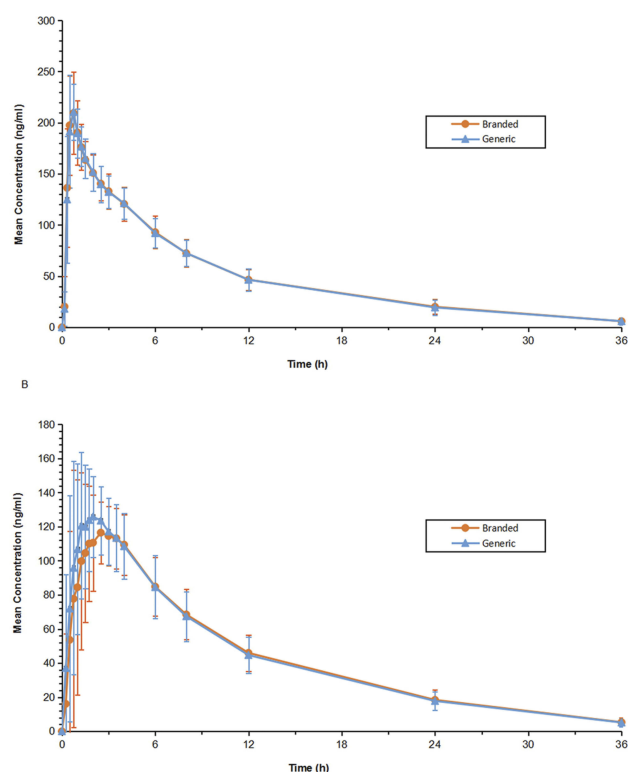 300
250
200
150
100
50
0
Mean Concentration (ng/ml)
Branded
Generic
0 6 12 18 24 30 36
Time (h)
B
180
160
140
120
100
80
60
40
20
0
Mean Concentration (ng/ml)
Branded
Generic
0 6 12 18 24 30 36
Time (h)